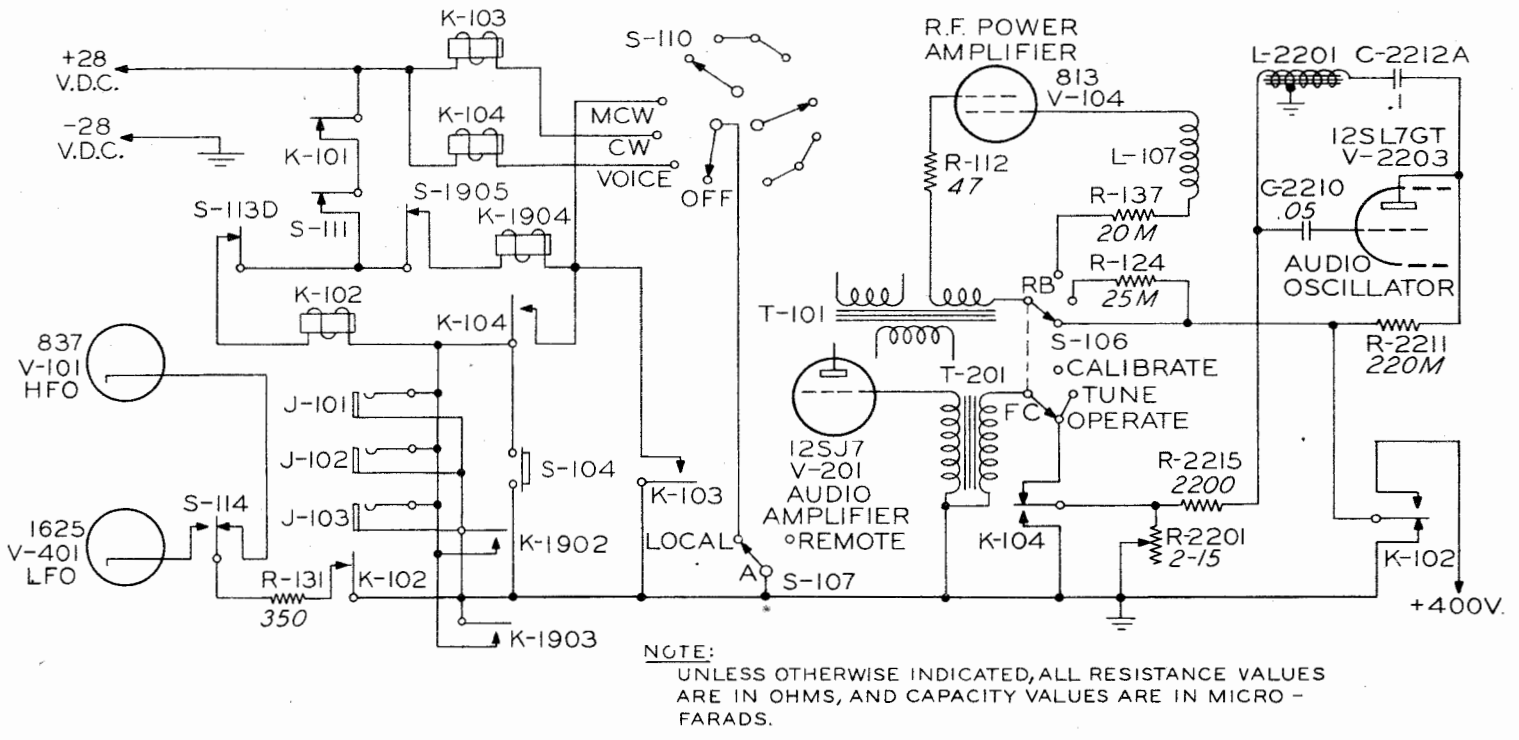 K-103
S-110
R.F. POWER
AMPLIFIER
+28
V.D.C.
813
V-104
L-2201
C-2212A
.1
-28
V.D.C.
K-104
MCW
CW
VOICE
OFF
K-101
R-112
47
L-107
12SL7GT
V-2203
S-1905
S-113D
S-111
K-1904
R-137
20M
C-2210
.05
AUDIO
OSCILLATOR
R-124
25M
RB
K-102
K-104
T-101
S-106
R-2211
220M
837
V-101
HFO
T-201
CALIBRATE
TUNE
OPERATE
FC
J-101
J-102
J-103
S-104
K-103
12SJ7
V-201
AUDIO
AMPLIFIER
R-2215
2200
S-114
1625
V-401
LFO
K-1902
LOCAL
REMOTE
K-104
R-2201
2-15
K-102
R-131
350
K-102
A
S-107
+400V.
K-1903
NOTE:
UNLESS OTHERWISE INDICATED, ALL RESISTANCE VALUES
ARE IN OHMS, AND CAPACITY VALUES ARE IN MICRO-
FARADS.